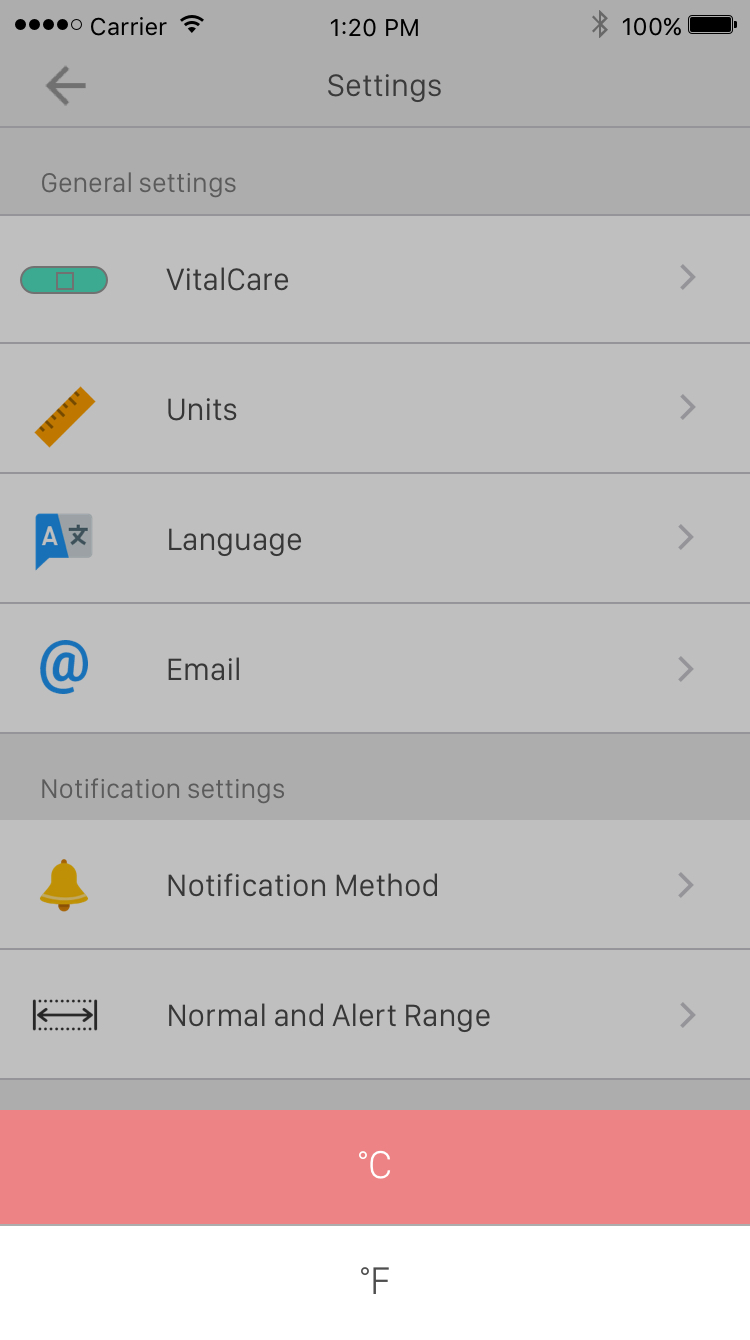 Carrier 1:20 PM 100%
Settings
General settings
VitalCare
Units
A 文
Language
@
Email
Notification settings
Notification Method
Normal and Alert Range
°C
°F